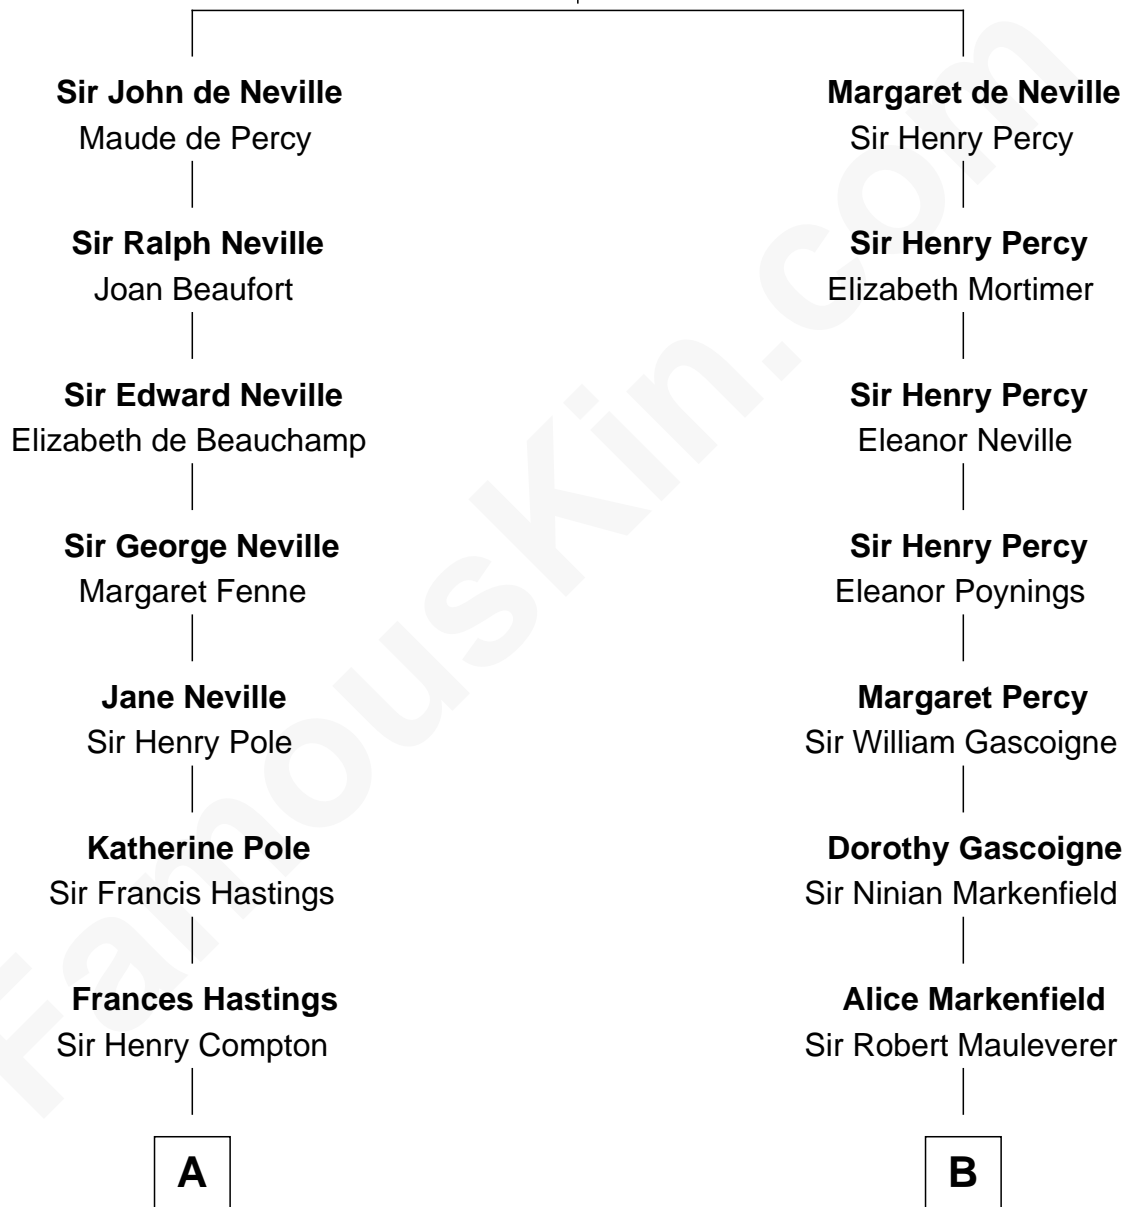 Sir John de Neville
Maude de Percy
Sir Ralph Neville
Joan Beaufort
Sir Edward Neville
Elizabeth de Beauchamp
Sir George Neville
Margaret Fenne
Jane Neville
Sir Henry Pole
Katherine Pole
Sir Francis Hastings
Frances Hastings
Sir Henry Compton
A
Margaret de Neville
Sir Henry Percy
Sir Henry Percy
Elizabeth Mortimer
Sir Henry Percy
Eleanor Neville
Sir Henry Percy
Eleanor Poynings
Margaret Percy
Sir William Gascoigne
Dorothy Gascoigne
Sir Ninian Markenfield
Alice Markenfield
Sir Robert Mauleverer
B
FamousKin.com